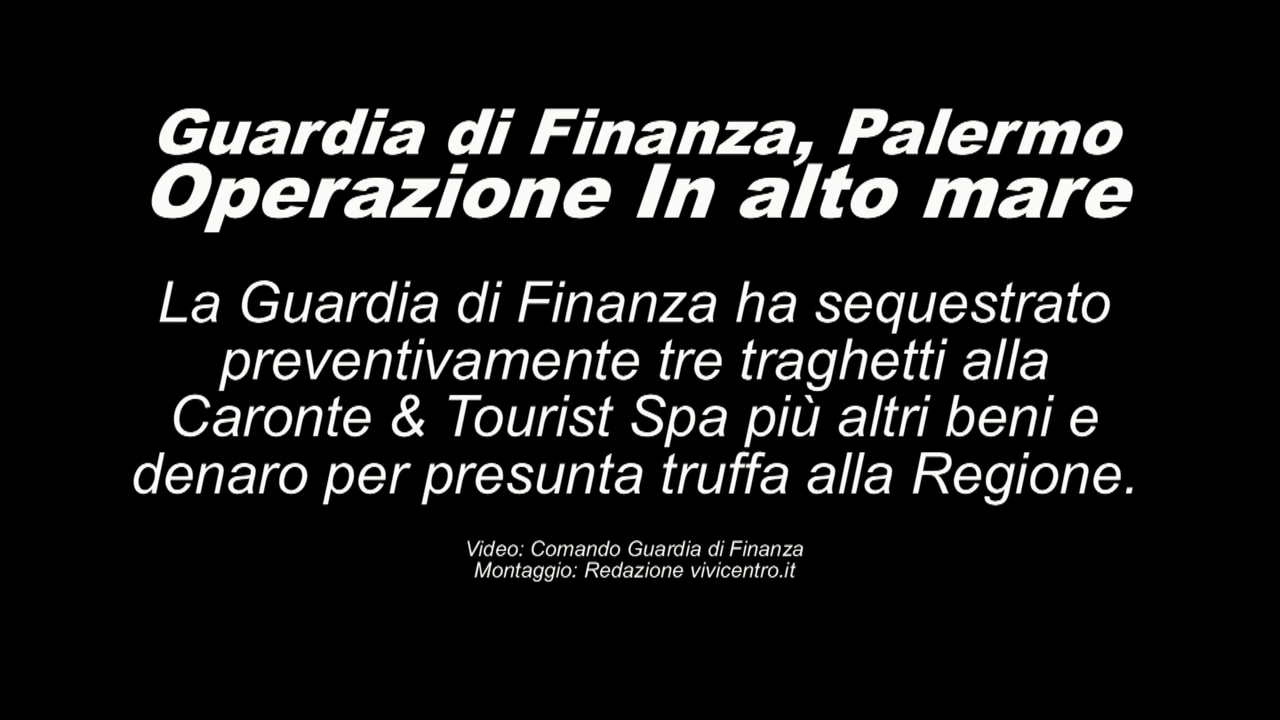 Guardia di Finanza, Palermo
Operazione In alto mare
La Guardia di Finanza ha sequestrato
preventivamente tre traghetti alla
Caronte & Tourist Spa più altri beni e
denaro per presunta truffa alla Regione.
Video: Comando Guardia di Finanza
Montaggio: Redazione vivicentro.it